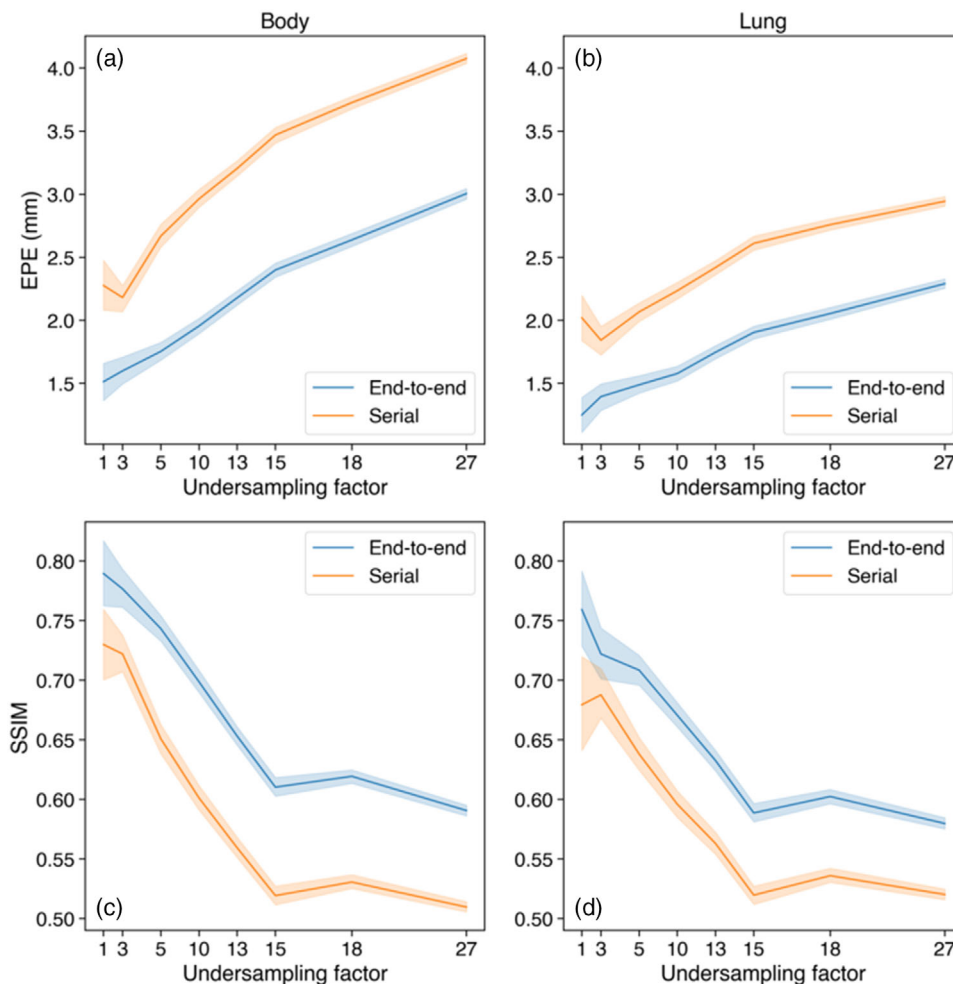 Body
(a)
EPE (mm)
4.0
3.5
3.0
2.5
2.0
1.5
End-to-end
Serial
1 3 5 10 13 15 18 27
Undersampling factor
Lung
(b)
4.0
3.5
3.0
2.5
2.0
1.5
End-to-end
Serial
1 3 5 10 13 15 18 27
Undersampling factor
SSIM
0.80
0.75
0.70
0.65
0.60
0.55
0.50
End-to-end
Serial
(c)
1 3 5 10 13 15 18 27
Undersampling factor
0.80
0.75
0.70
0.65
0.60
0.55
0.50
End-to-end
Serial
(d)
1 3 5 10 13 15 18 27
Undersampling factor